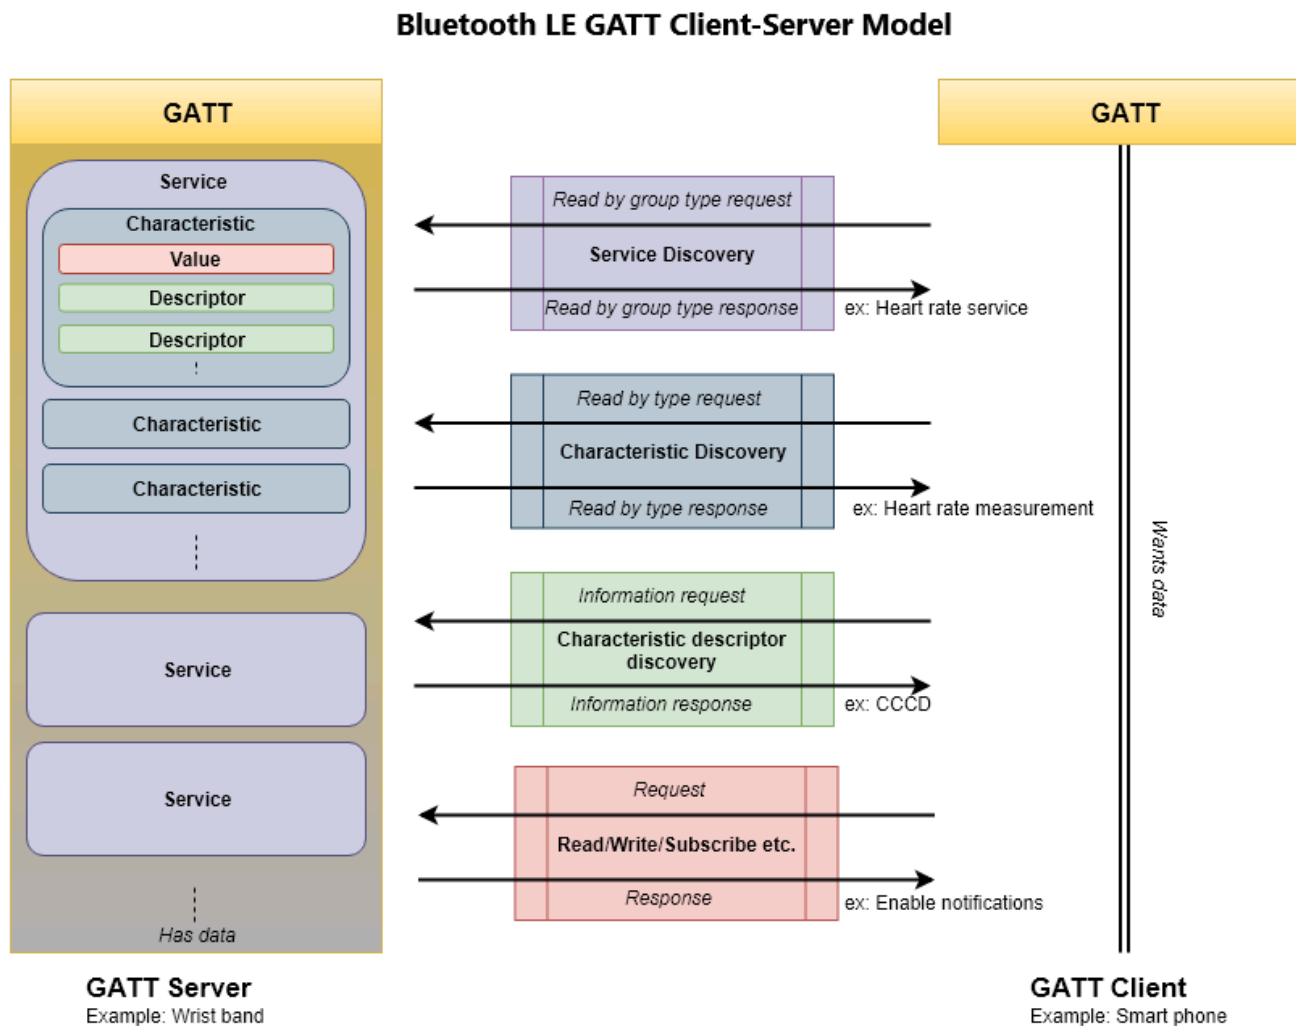 Bluetooth LE GATT Client-Server Model
GATT
Service
Characteristic
Value
Descriptor
Descriptor
Characteristic
Characteristic
Service
Service
Has data
GATT Server
Example: Wrist band
Read by group type request
Service Discovery
Read by group type response
ex: Heart rate service
Read by type request
Characteristic Discovery
Read by type response
ex: Heart rate measurement
Information request
Characteristic descriptor
discovery
Information response
ex: CCCD
Request
Read/Write/Subscribe etc.
Response
ex: Enable notifications
GATT
Wants data
GATT Client
Example: Smart phone